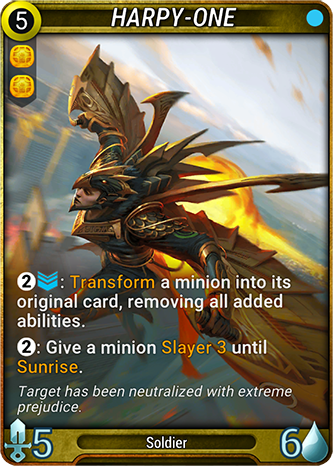 5
HARPY-ONE
2: Transform a minion into its
original card, removing all added
abilities.
2: Give a minion Slayer 3 until
Sunrise.
Target has been neutralized with extreme
prejudice.
5
Soldier
6